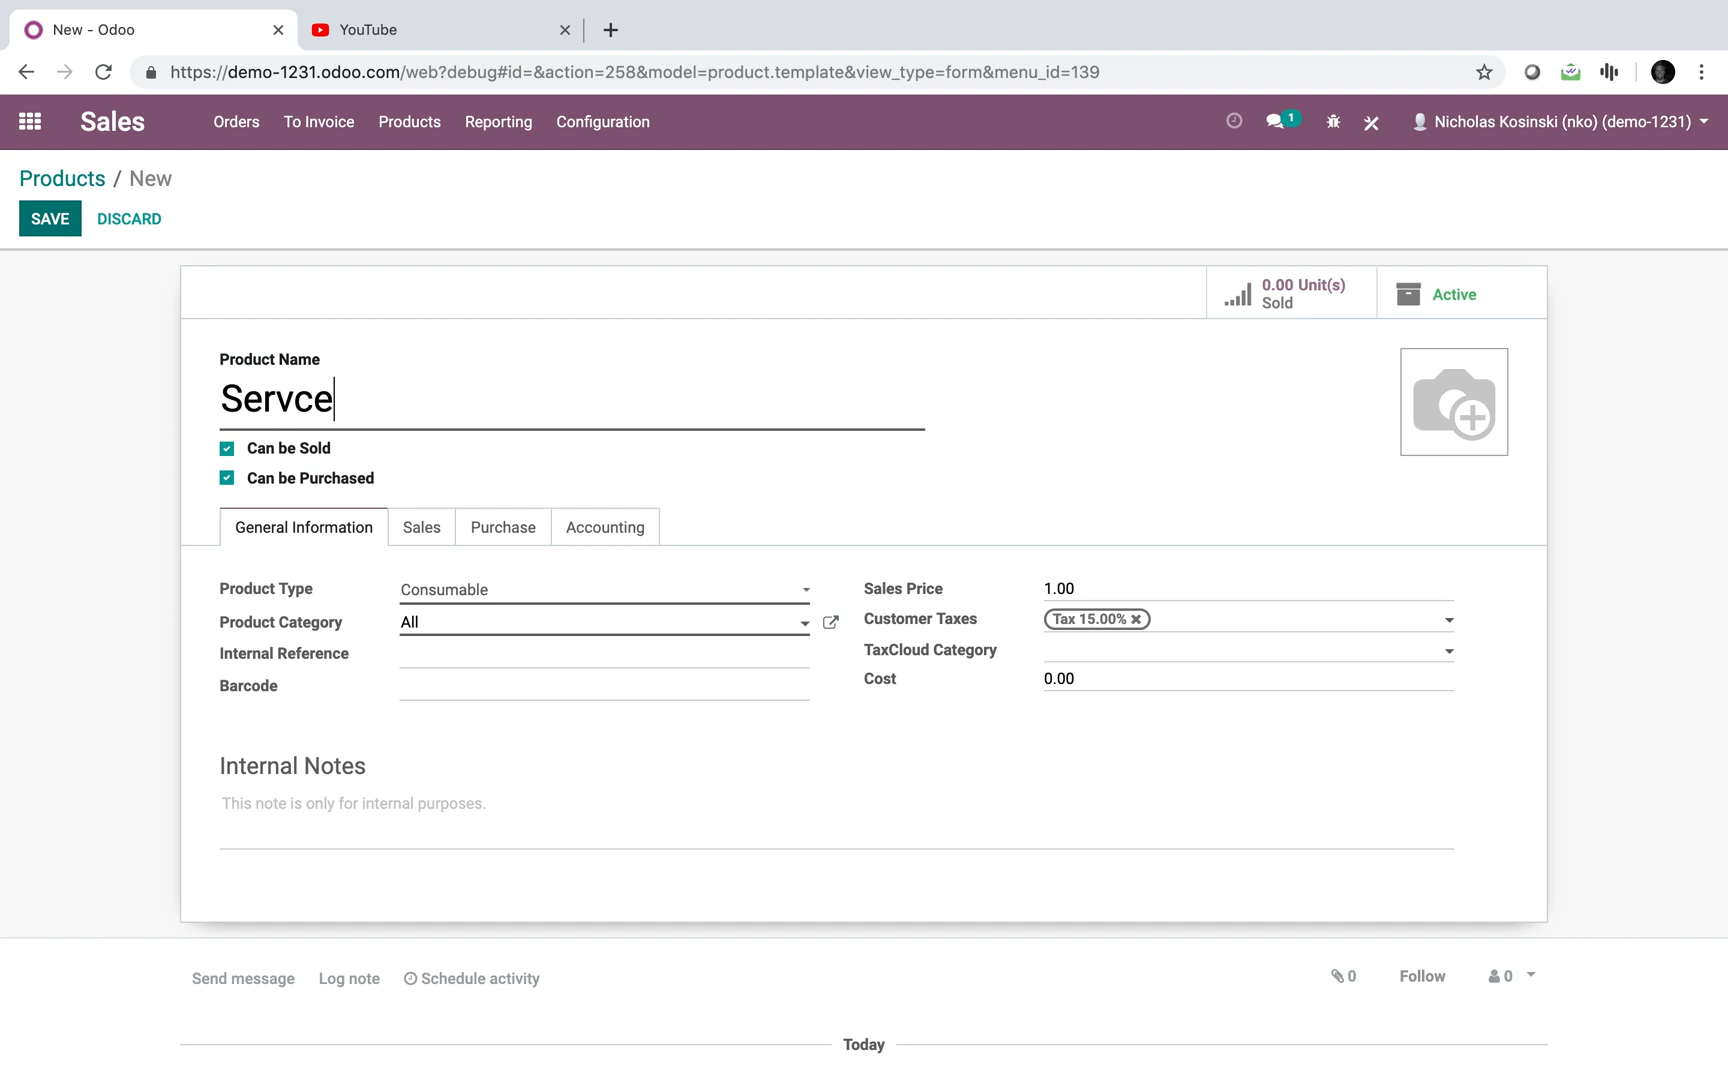 New - Odoo
YouTube
https://demo-1231.odoo.com/web?debug#id=&action=258&model=product.template&view_type=form&menu_id=139
Sales Orders To Invoice Products Reporting Configuration 1 Nicholas Kosinski (nko) (demo-1231)
Products / New
SAVE DISCARD
0.00 Unit(s)
Sold
Active
Product Name
Servce
Can be Sold
Can be Purchased
General Information Sales Purchase Accounting
Product Type Consumable
Product Category All
Internal Reference
Barcode
Sales Price 1.00
Customer Taxes Tax 15.00%
TaxCloud Category
Cost 0.00
Internal Notes
This note is only for internal purposes.
Send message Log note Schedule activity 0 Follow 0
Today